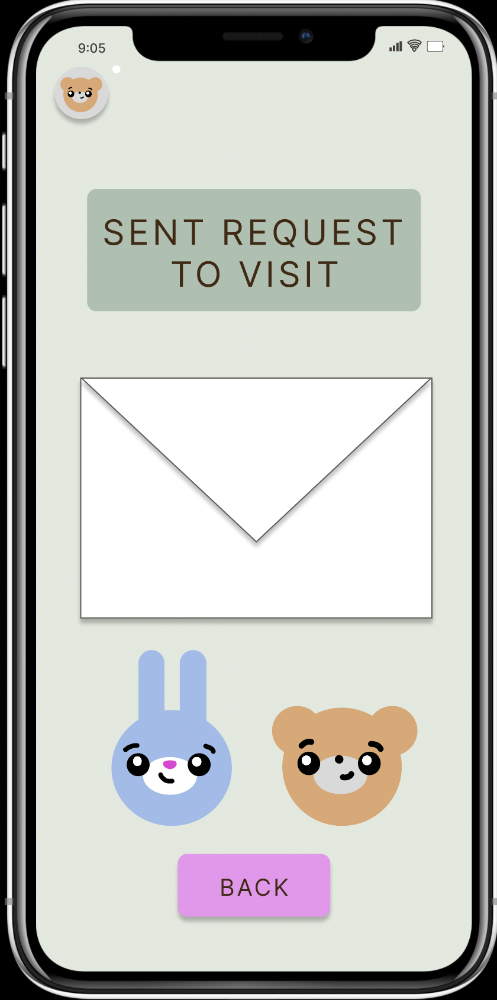 9:05
SENT REQUEST
TO VISIT
BACK